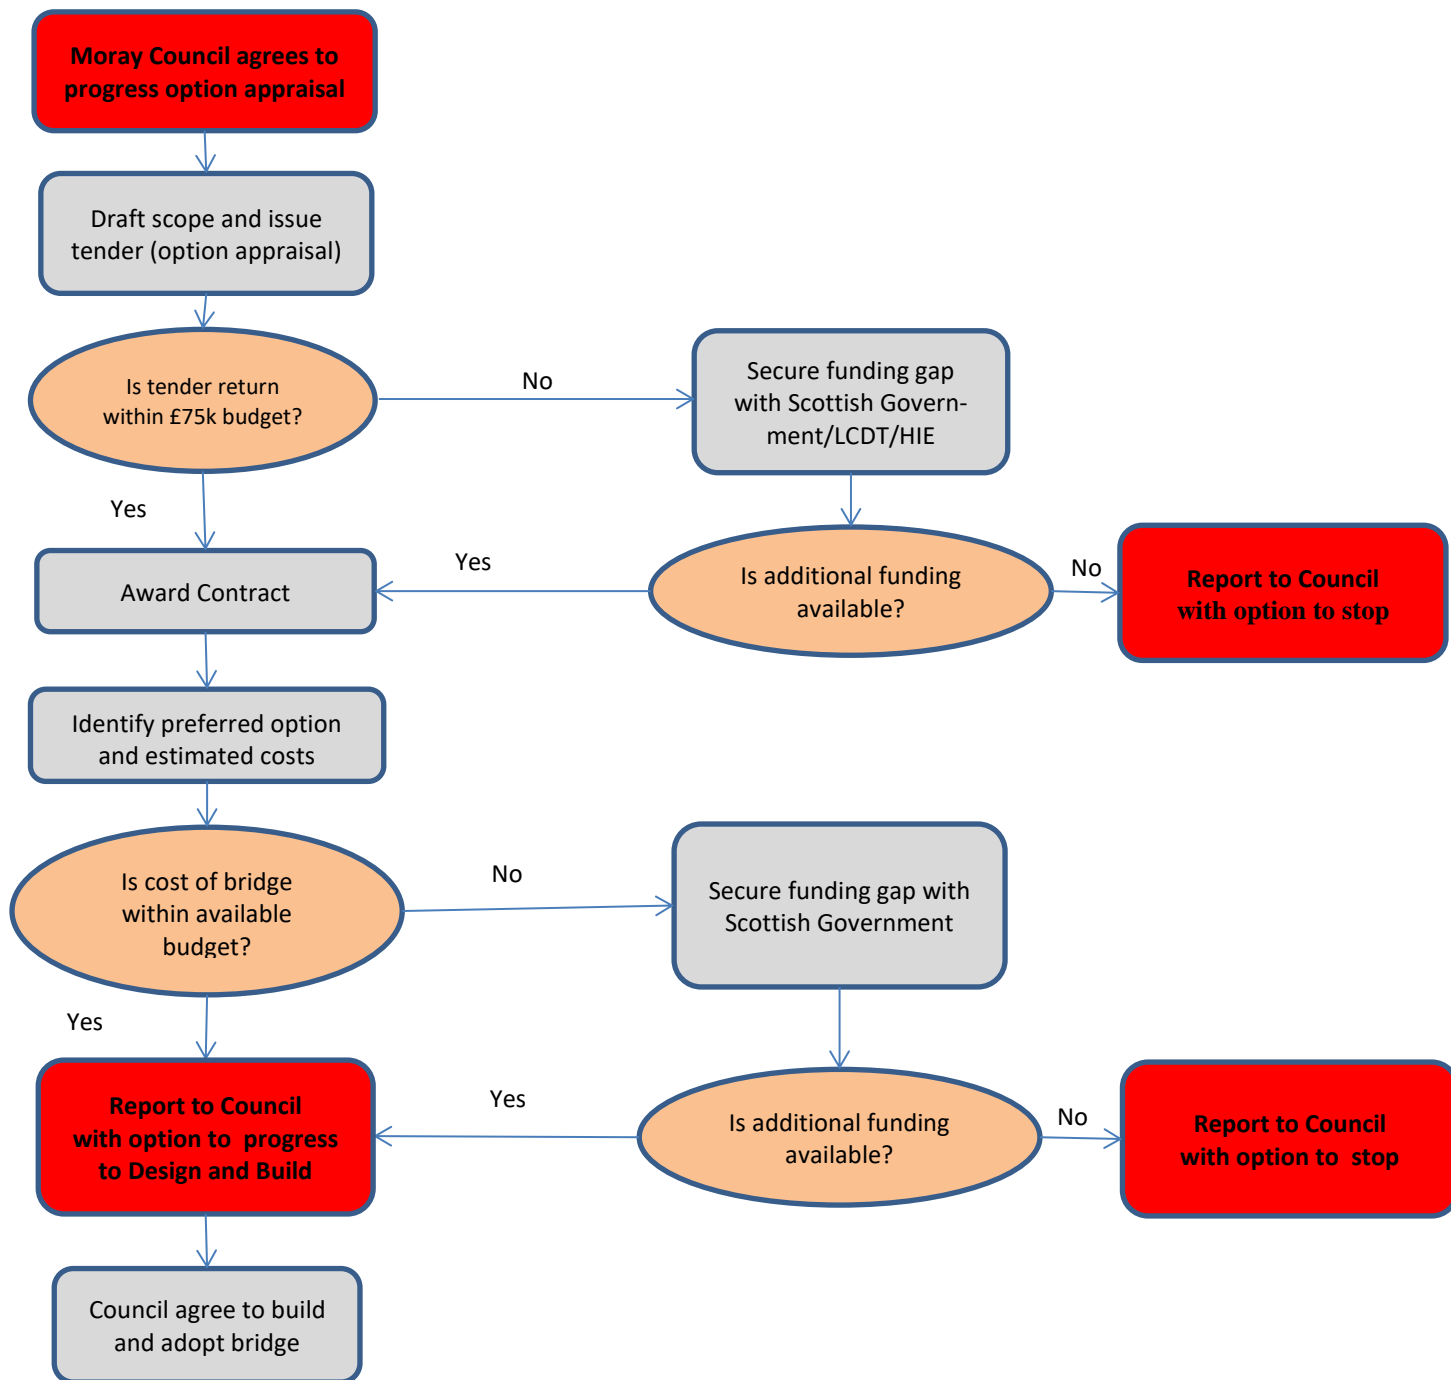 Moray Council agrees to
progress option appraisal
Draft scope and issue
tender (option appraisal)
Is tender return
within £75k budget?
No
Secure funding gap
with Scottish Govern-
ment/LCDT/HIE
Yes
Award Contract
Yes
Is additional funding
available?
No
Report to Council
with option to stop
Identify preferred option
and estimated costs
Is cost of bridge
within available
budget?
No
Secure funding gap with
Scottish Government
Yes
Report to Council
with option to  progress
to Design and Build
Yes
Is additional funding
available?
No
Report to Council
with option to  stop
Council agree to build
and adopt bridge